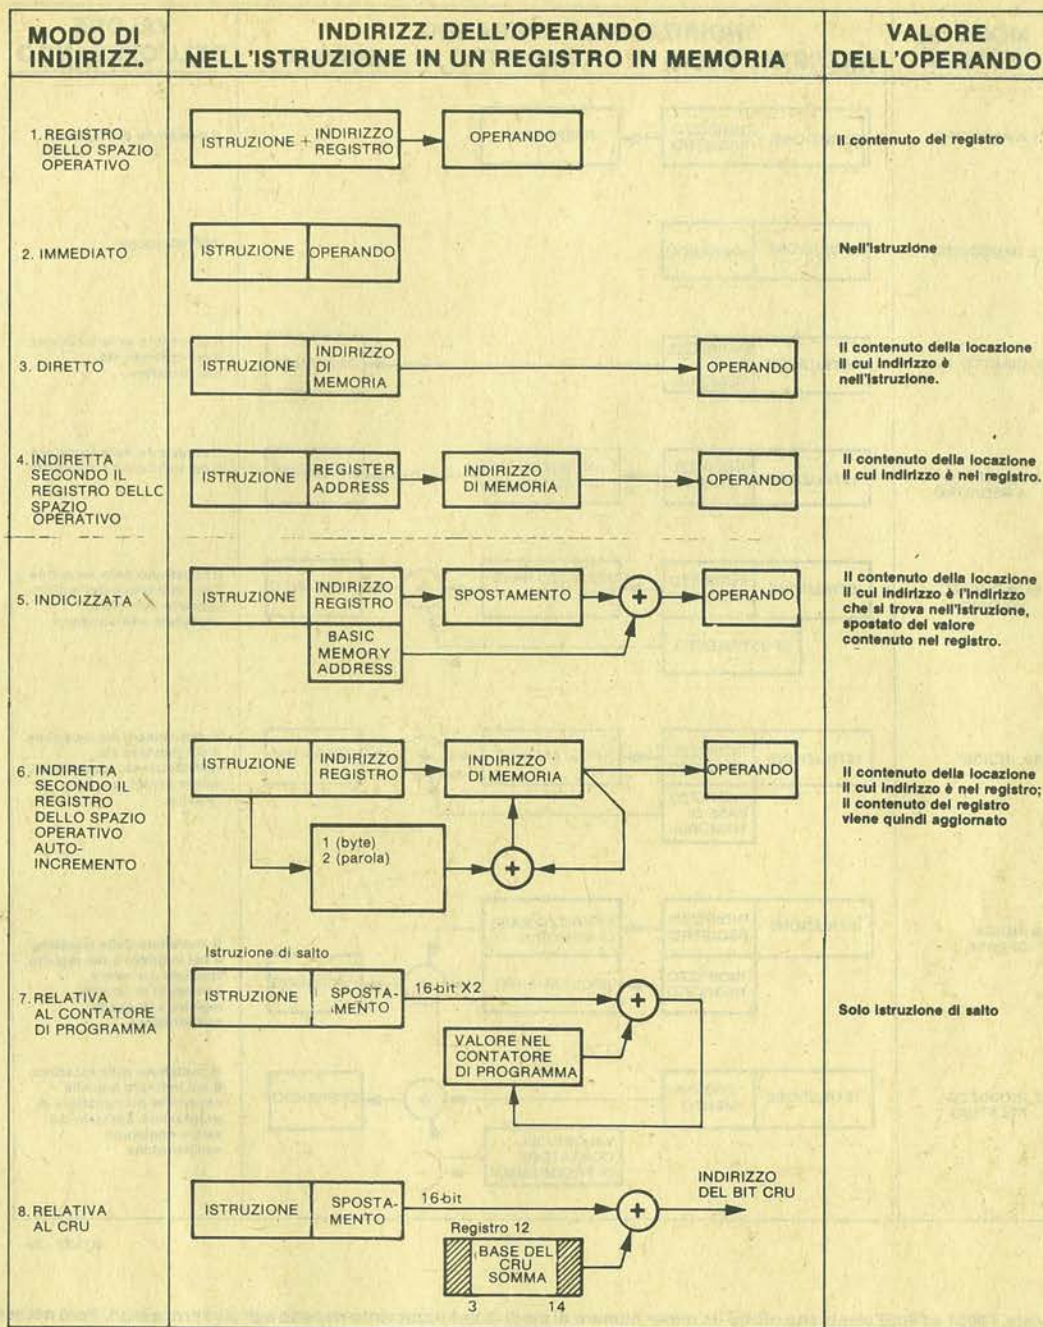 MODO DI
INDIRIZZ.
INDIRIZZ. DELL'OPERANDO
NELL'ISTRUZIONE IN UN REGISTRO IN MEMORIA
VALORE
DELL'OPERANDO
1. REGISTRO
DELLO SPAZIO
OPERATIVO
ISTRUZIONE + INDIRIZZO
REGISTRO
OPERANDO
Il contenuto del registro
2. IMMEDIATO
ISTRUZIONE
OPERANDO
Nell'istruzione
3. DIRETTO
ISTRUZIONE
INDIRIZZO
DI
MEMORIA
OPERANDO
Il contenuto della locazione
il cui indirizzo è
nell'istruzione.
4. INDIRETTA
SECONDO IL
REGISTRO DELLC
SPAZIO
OPERATIVO
ISTRUZIONE
REGISTER
ADDRESS
INDIRIZZO
DI MEMORIA
OPERANDO
Il contenuto della locazione
il cui indirizzo è nel registro.
5. INDICIZZATA
ISTRUZIONE
INDIRIZZO
REGISTRO
BASIC
MEMORY
ADDRESS
SPOSTAMENTO
+
OPERANDO
Il contenuto della locazione
il cui indirizzo è l'indirizzo
che si trova nell'istruzione,
spostato del valore
contenuto nel registro.
6. INDIRETTA
SECONDO IL
REGISTRO
DELLO SPAZIO
OPERATIVO
AUTO-
INCREMENTO
ISTRUZIONE
INDIRIZZO
REGISTRO
INDIRIZZO
DI MEMORIA
OPERANDO
1 (byte)
2 (parola)
+
Il contenuto della locazione
il cui indirizzo è nel registro;
il contenuto del registro
viene quindi aggiornato
7. RELATIVA
AL CONTATORE
DI PROGRAMMA
Istruzione di salto
ISTRUZIONE
SPOSTA-
MENTO
16-bit X2
+
VALORE NEL
CONTATORE
DI PROGRAMMA
Solo istruzione di salto
8. RELATIVA
AL CRU
ISTRUZIONE
SPOSTA-
MENTO
16-bit
+
INDIRIZZO
DEL BIT CRU
Registro 12
BASE DEL
CRU
SOMMA
3 14